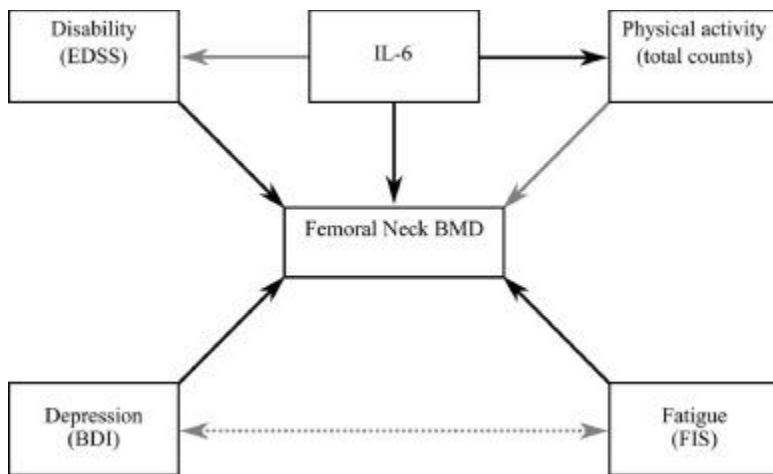 Disability
(EDSS)
IL-6
Physical activity
(total counts)
Femoral Neck BMD
Depression
(BDI)
Fatigue
(FIS)